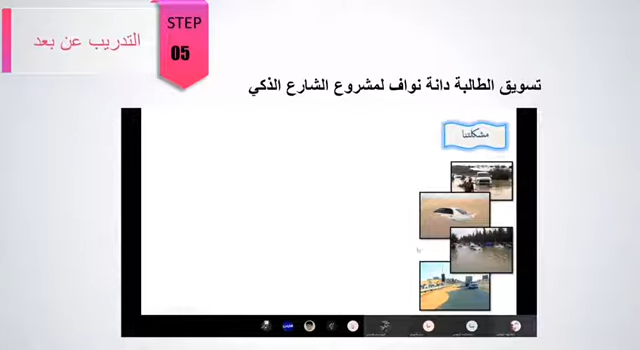 التدريب عن بعد
STEP
05
تسويق الطالبة دانة نواف لمشروع الشارع الذكي
مشكلتنا